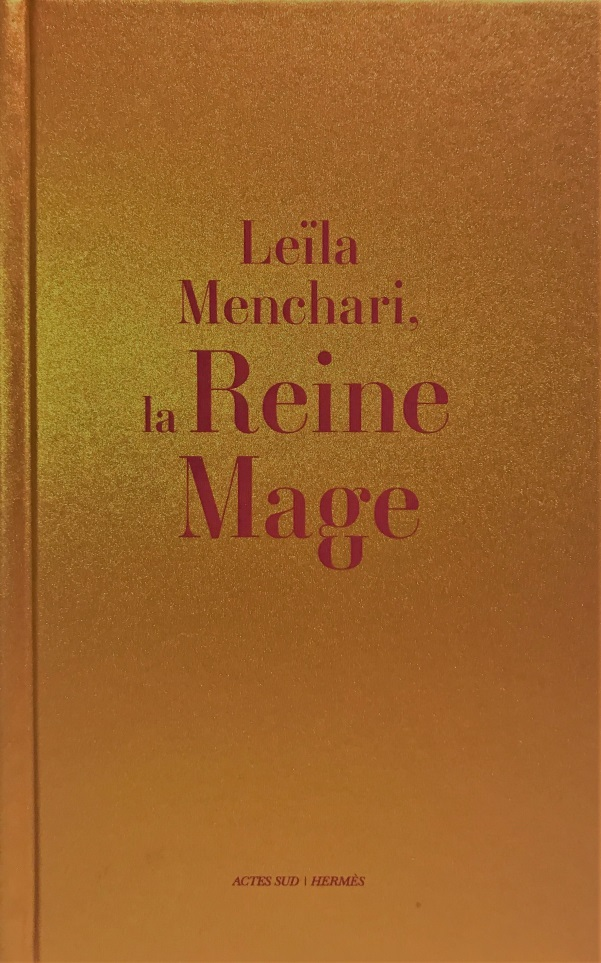 Leïla
Menchari,
la Reine
Mage
ACTES SUD | HERMÈS